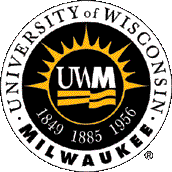 UNIVERSITY of WISCONSIN
UWM
1849 1885 1956
MILWAUKEE ®